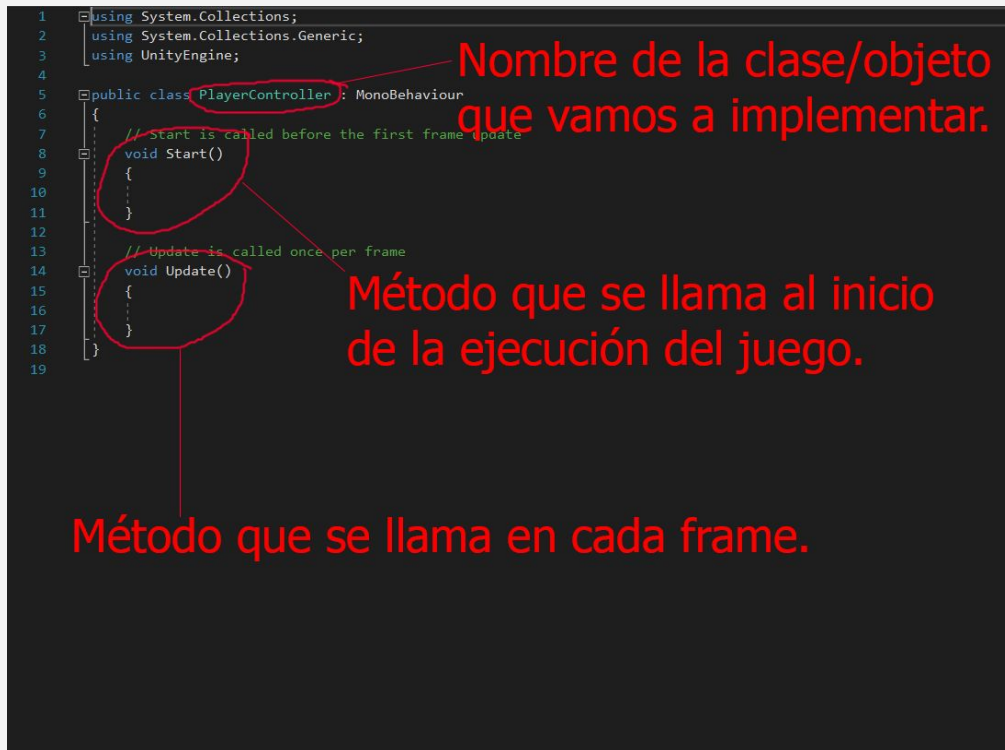 1 using System.Collections;
2 using System.Collections.Generic;
3 using UnityEngine;
4
5 public class PlayerController : MonoBehaviour
6 {
7 // Start is called before the first frame update
8 void Start()
9 {
10
11 }
12
13 // Update is called once per frame
14 void Update()
15 {
16
17 }
18 }
19
Nombre de la clase/objeto
que vamos a implementar.
Método que se llama al inicio
de la ejecución del juego.
Método que se llama en cada frame.